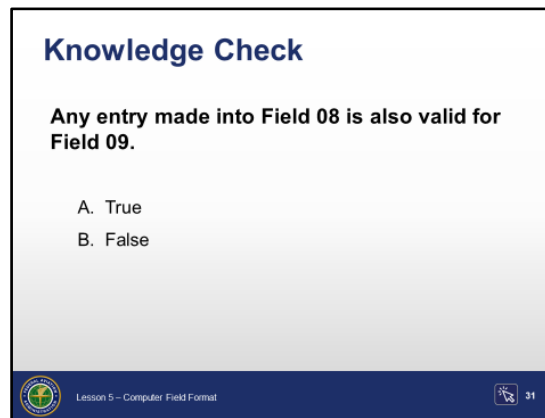 Knowledge Check
Any entry made into Field 08 is also valid for
Field 09.
A. True
B. False
Lesson 5 – Computer Field Format
31